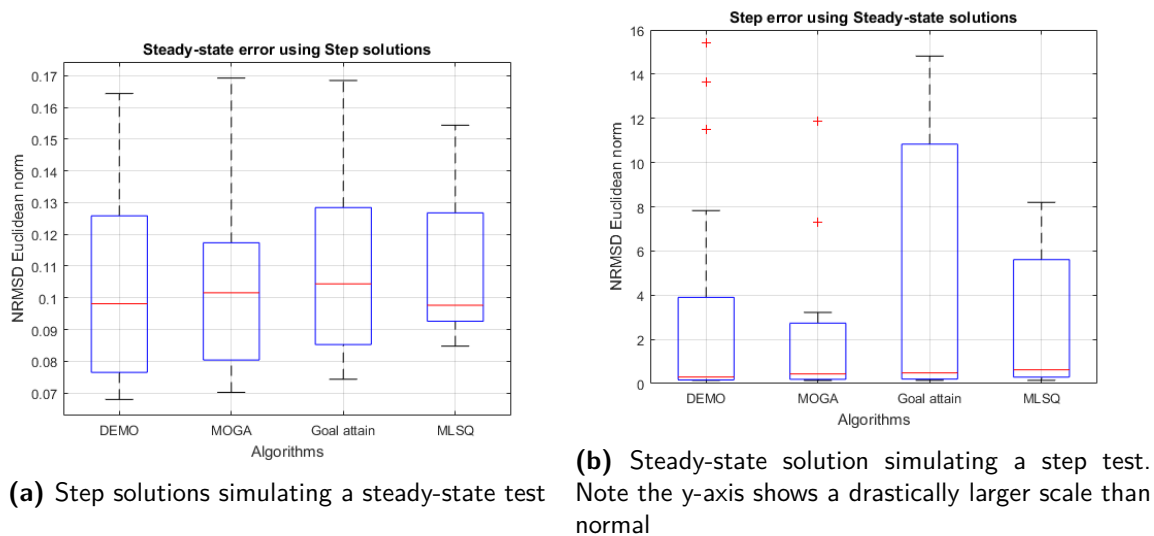 Steady-state error using Step solutions
NRMSD Euclidean norm
0.17
0.16
0.15
0.14
0.13
0.12
0.11
0.1
0.09
0.08
0.07
DEMO MOGA Goal attain MLSQ
Algorithms
(a) Step solutions simulating a steady-state test
Step error using Steady-state solutions
NRMSD Euclidean norm
16
14
12
10
8
6
4
2
0
DEMO MOGA Goal attain MLSQ
Algorithms
(b) Steady-state solution simulating a step test.
Note the y-axis shows a drastically larger scale than
normal